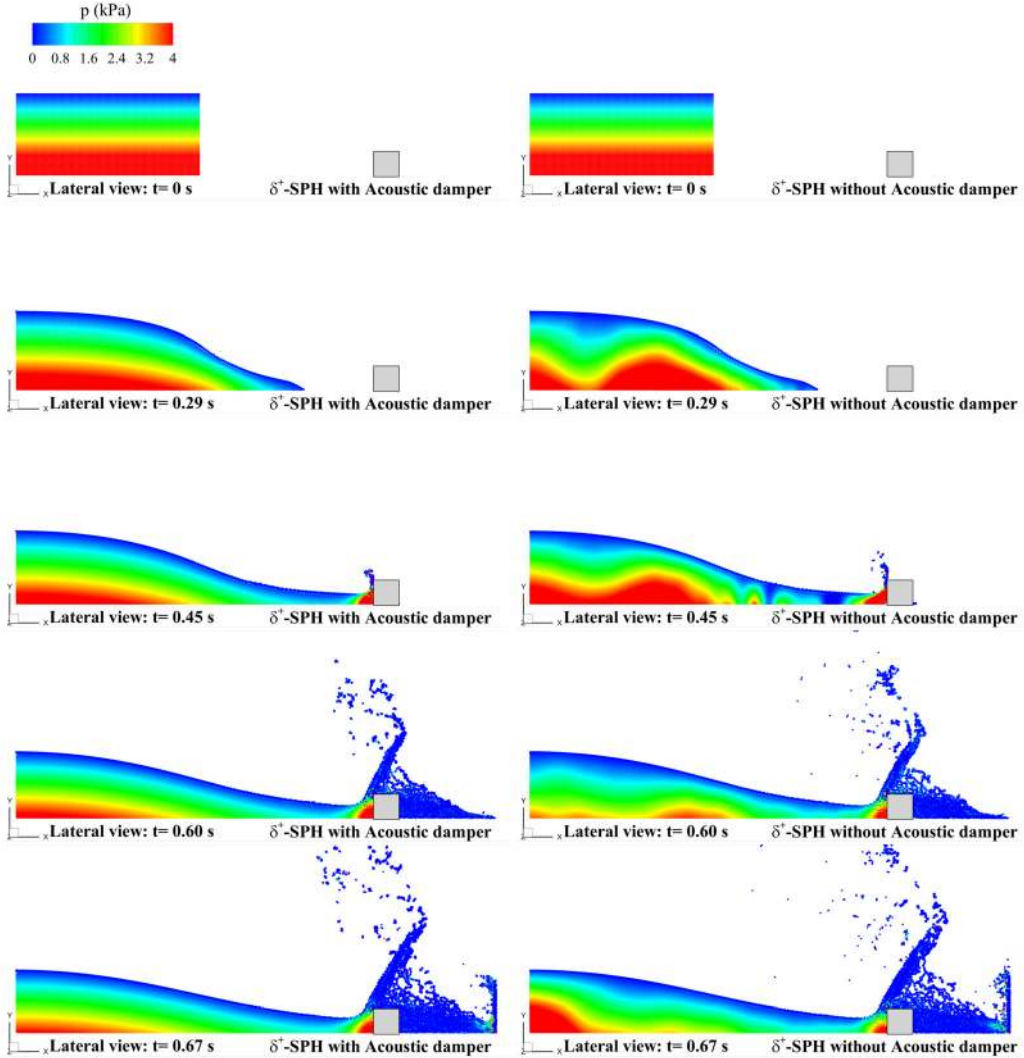 p (kPa)
0 0.8 1.6 2.4 3.2 4
Y
Z X Lateral view: t= 0 s δ⁺-SPH with Acoustic damper
Y
Z X Lateral view: t= 0 s δ⁺-SPH without Acoustic damper
Y
Z X Lateral view: t= 0.29 s δ⁺-SPH with Acoustic damper
Y
Z X Lateral view: t= 0.29 s δ⁺-SPH without Acoustic damper
Y
Z X Lateral view: t= 0.45 s δ⁺-SPH with Acoustic damper
Y
Z X Lateral view: t= 0.45 s δ⁺-SPH without Acoustic damper
Y
Z X Lateral view: t= 0.60 s δ⁺-SPH with Acoustic damper
Y
Z X Lateral view: t= 0.60 s δ⁺-SPH without Acoustic damper
Y
Z X Lateral view: t= 0.67 s δ⁺-SPH with Acoustic damper
Y
Z X Lateral view: t= 0.67 s δ⁺-SPH without Acoustic damper